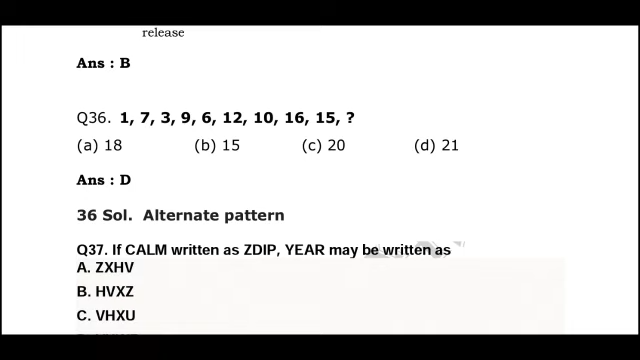 release
Ans : B
Q36. 1, 7, 3, 9, 6, 12, 10, 16, 15, ?
(a) 18 (b) 15 (c) 20 (d) 21
Ans : D
36 Sol. Alternate pattern
Q37. If CALM written as ZDIP, YEAR may be written as
A. ZXHV
B. HVXZ
C. VHXU